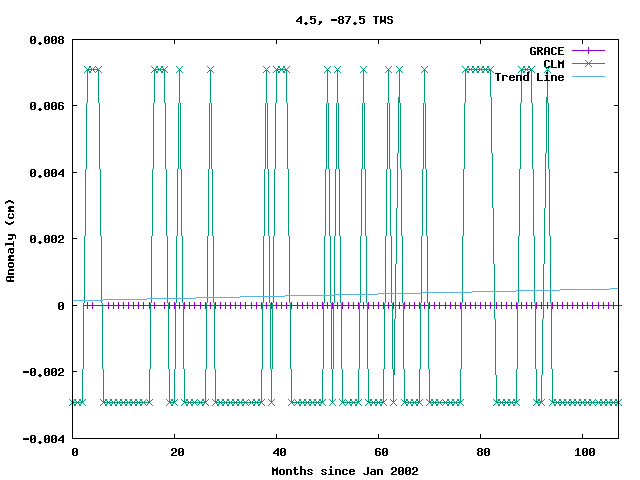 4.5, -87.5 TWS
0.008
0.006
0.004
0.002
0
-0.002
-0.004
Anomaly (cm)
GRACE
CLM
Trend Line
0 20 40 60 80 100
Months since Jan 2002